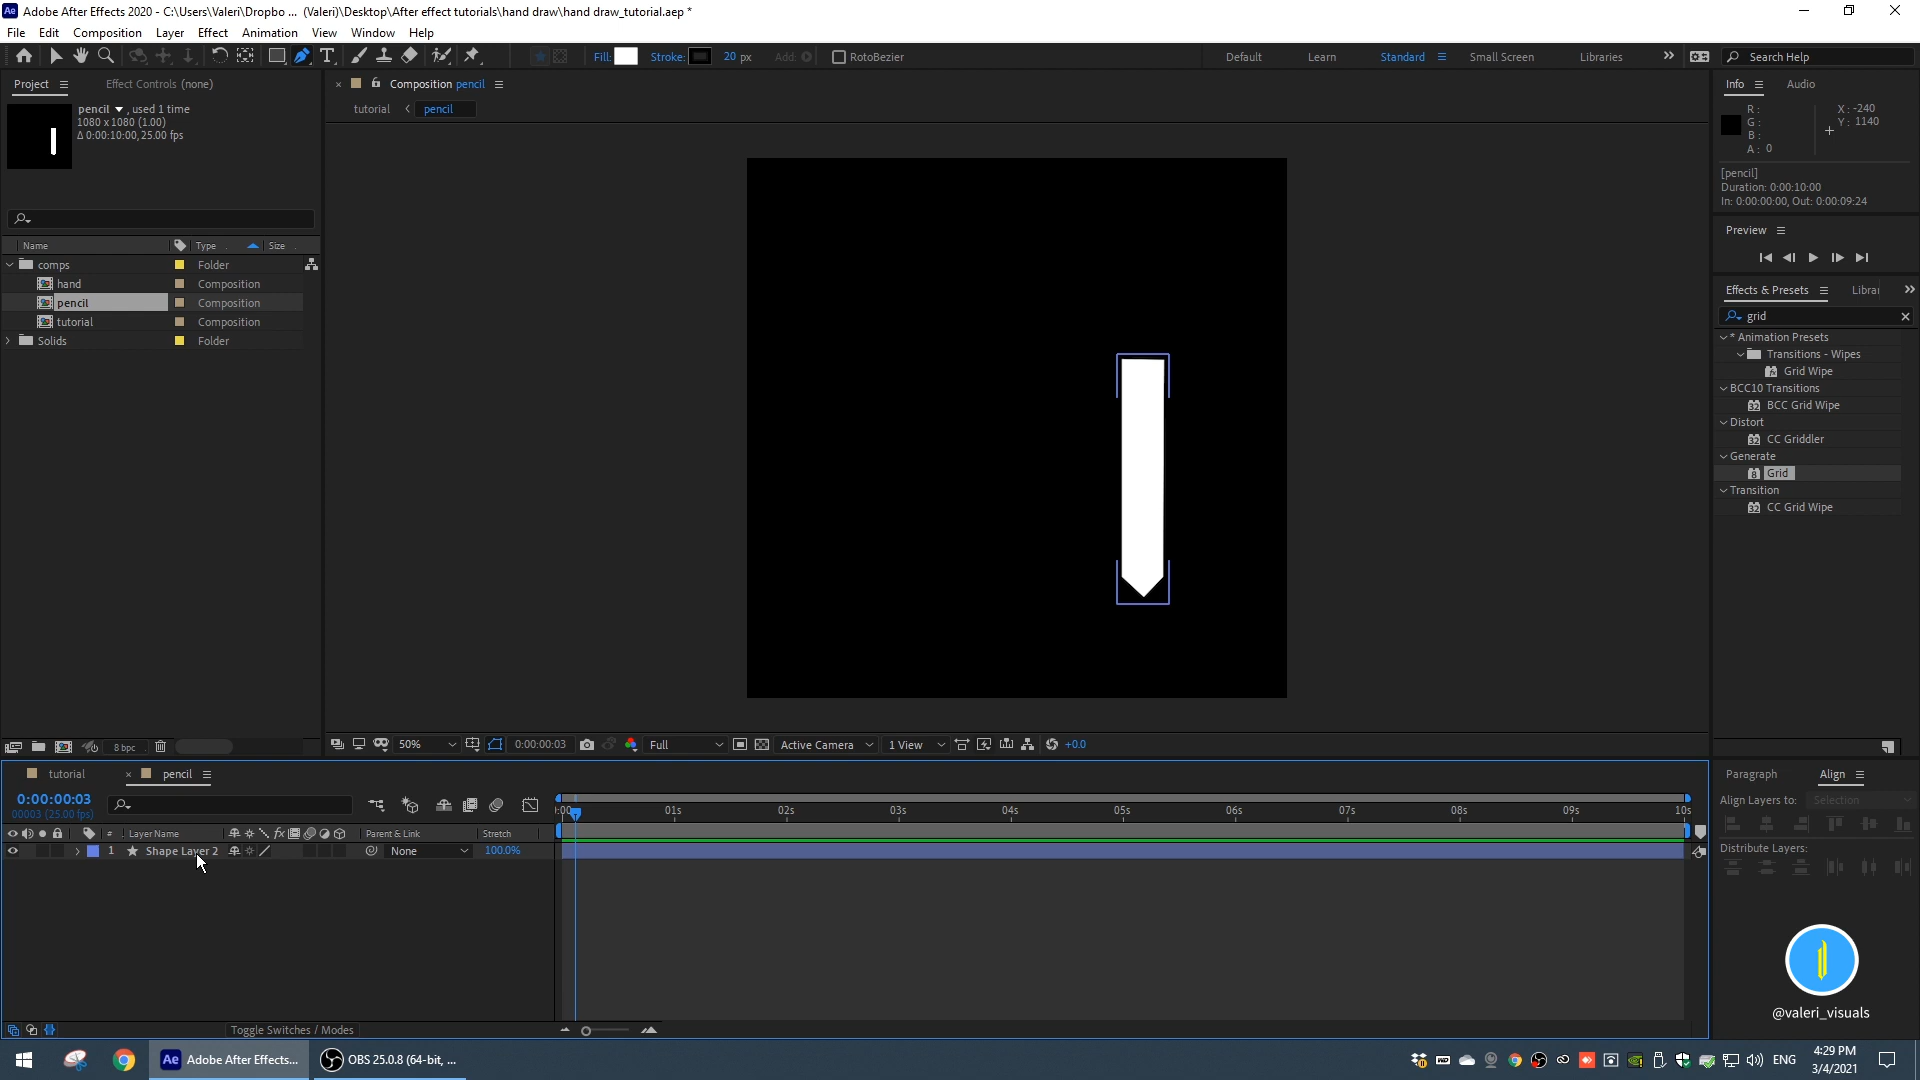 Adobe After Effects 2020 - C:\Users\Valeri\Dropbo ... (Valeri)\Desktop\After effect tutorials\hand draw\hand draw_tutorial.aep *
File Edit Composition Layer Effect Animation View Window Help
Fill: Stroke: 20 px Add: RotoBezier Default Learn Standard Small Screen Libraries Search Help
Project Effect Controls (none) Composition pencil Info Audio
pencil , used 1 time
1080 x 1080 (1.00)
Δ 0:00:10:00, 25.00 fps
tutorial pencil
R: X: -240
G: Y: 1140
B:
A: 0
[pencil]
Duration: 0:00:10:00
In: 0:00:00:00, Out: 0:00:09:24
Preview
Name Type Size
comps Folder
hand Composition
pencil Composition
tutorial Composition
Solids Folder
Effects & Presets Librar
grid
* Animation Presets
Transitions - Wipes
Grid Wipe
BCC10 Transitions
32 BCC Grid Wipe
Distort
32 CC Griddler
Generate
8 Grid
Transition
32 CC Grid Wipe
8 bpc 50% 0:00:00:03 Full Active Camera 1 View +0.0
tutorial pencil
0:00:00:03
00003 (25.00 fps)
:00 01s 02s 03s 04s 05s 06s 07s 08s 09s 10s
# Layer Name fx Parent & Link Stretch
1 Shape Layer 2 None 100.0%
Toggle Switches / Modes
Paragraph Align
Align Layers to: Selection
Distribute Layers:
@valeri_visuals
Ae Adobe After Effects... OBS 25.0.8 (64-bit, ... ENG 4:29 PM
3/4/2021